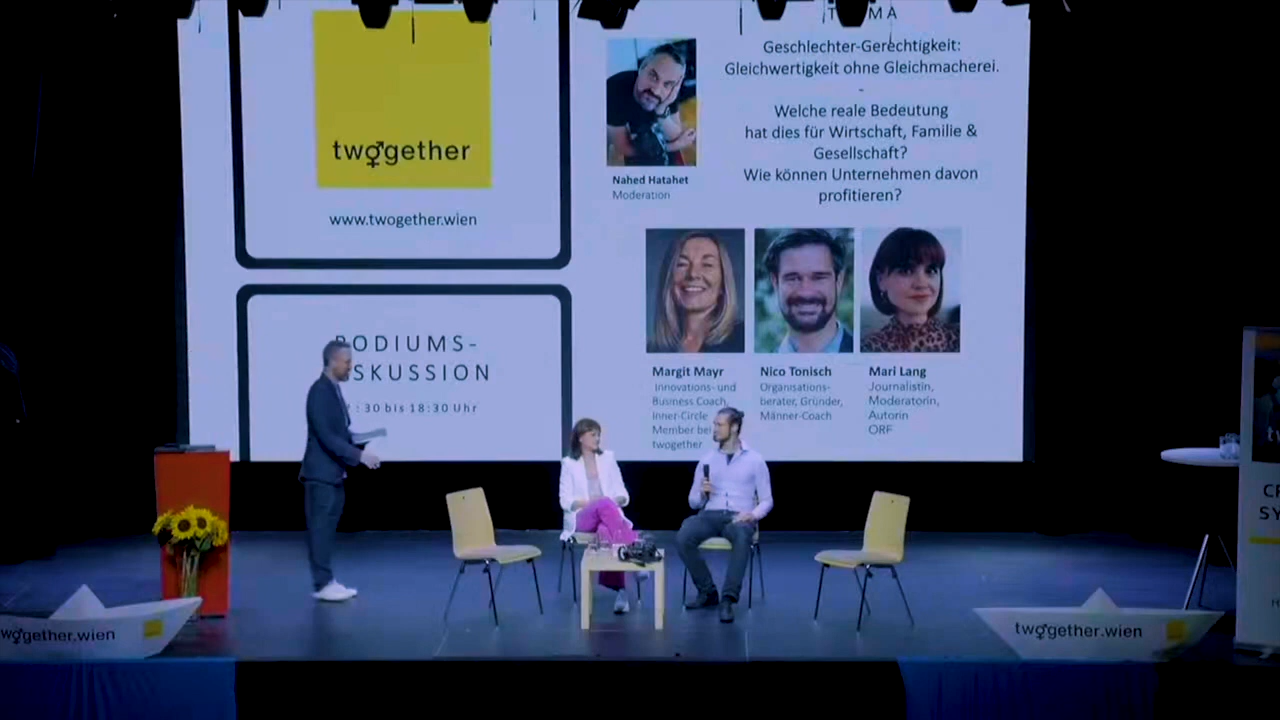 twogether
www.twogether.wien
PODIUMS-
SKUSSION
: 30 bis 18:30 Uhr
Nahed Hatahet
Moderation
Geschlechter-Gerechtigkeit:
Gleichwertigkeit ohne Gleichmacherei.
-
Welche reale Bedeutung
hat dies für Wirtschaft, Familie &
Gesellschaft?
Wie können Unternehmen davon
profitieren?
Margit Mayr
Innovations- und
Business Coach,
Inner-Circle
Member bei
twogether
Nico Tonisch
Organisations-
berater, Gründer,
Männer-Coach
Mari Lang
Journalistin,
Moderatorin,
Autorin
ORF
twogether.wien
twogether.wien